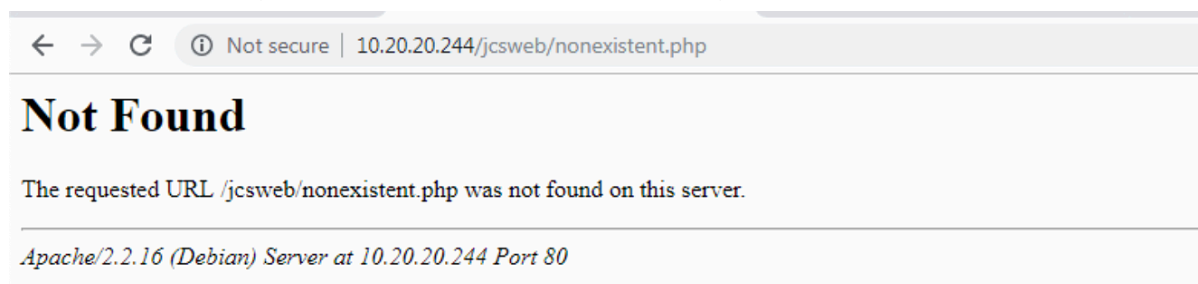 Not secure | 10.20.20.244/jcsweb/nonexistent.php
Not Found
The requested URL /jcsweb/nonexistent.php was not found on this server.
Apache/2.2.16 (Debian) Server at 10.20.20.244 Port 80